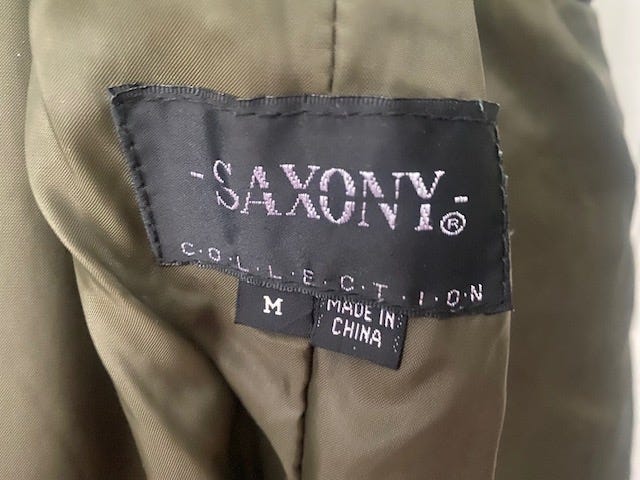 -SAXONY-®
C·O·L·L·E·C·T·I·O·N
M
MADE IN
CHINA